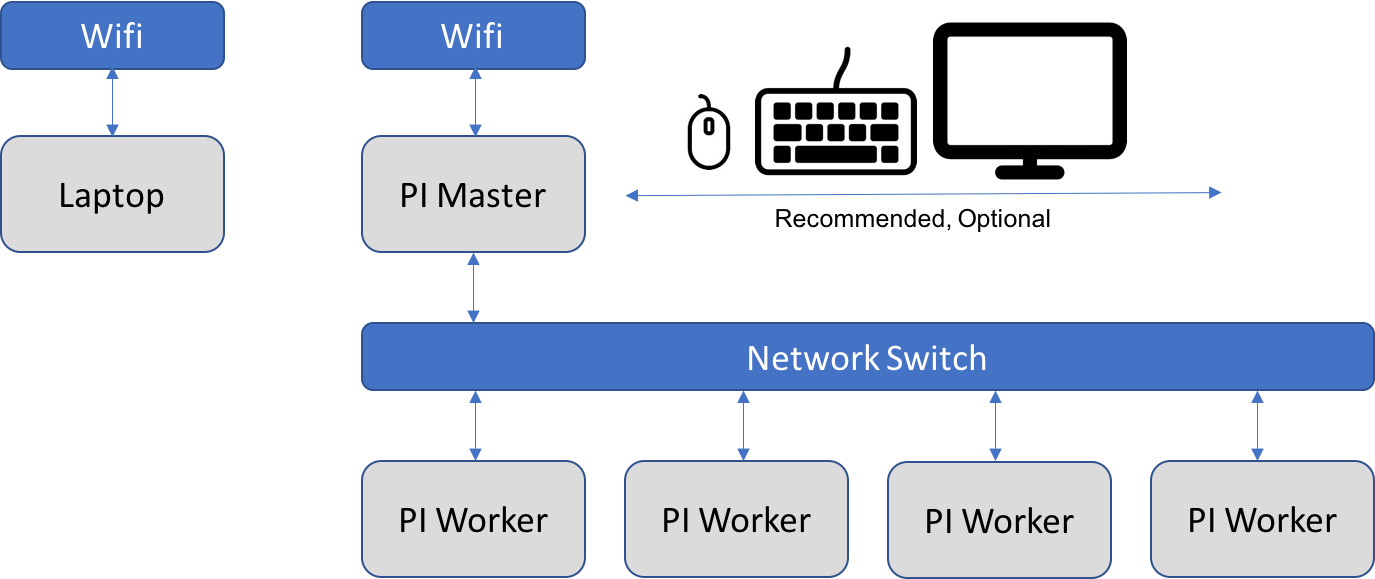 Wifi
Wifi
Laptop
PI Master
Recommended, Optional
Network Switch
PI Worker
PI Worker
PI Worker
PI Worker